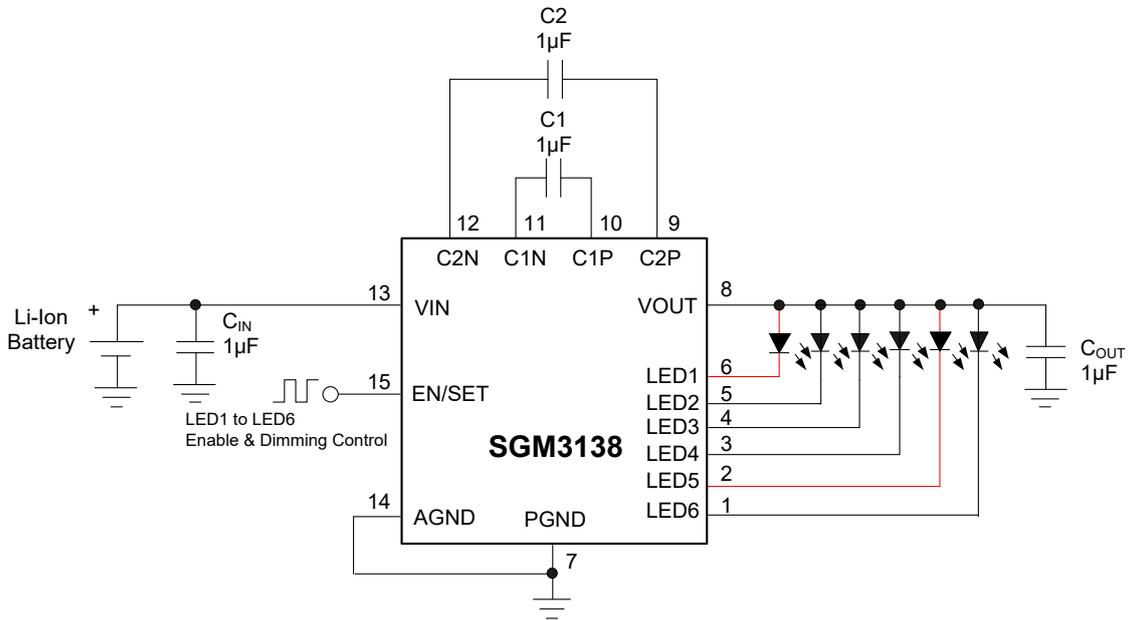 C2
1µF
C1
1µF
12
11
10
9
C2N
C1N
C1P
C2P
13
VIN
VOUT
8
Li-Ion
Battery
+
CIN
1µF
COUT
1µF
15
EN/SET
LED1 to LED6
Enable & Dimming Control
SGM3138
LED1
6
LED2
5
LED3
4
LED4
3
LED5
2
LED6
1
14
AGND
PGND
7